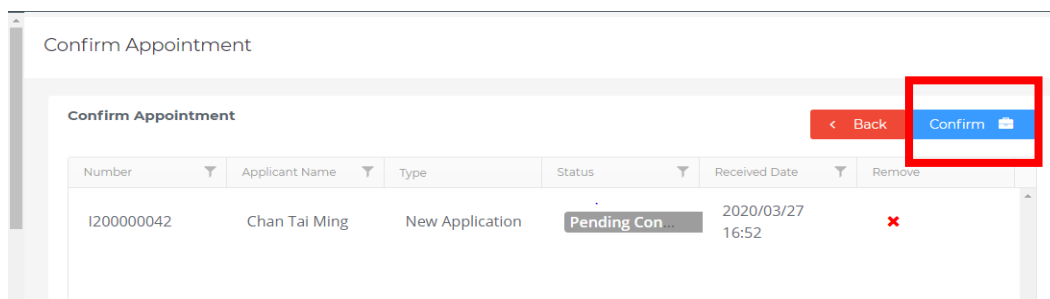 Confirm Appointment
Confirm Appointment
< Back Confirm
Number Applicant Name Type Status Received Date Remove
I200000042 Chan Tai Ming New Application Pending Con... 2020/03/27
16:52